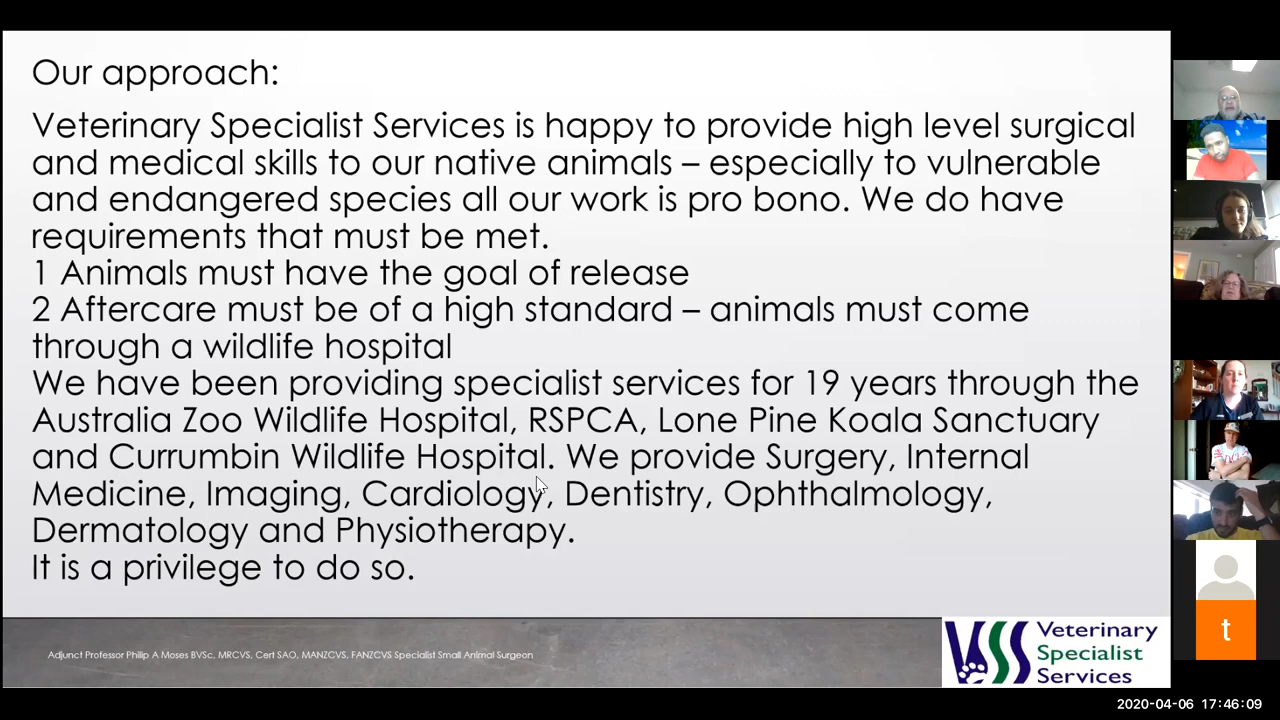 Our approach:
Veterinary Specialist Services is happy to provide high level surgical
and medical skills to our native animals – especially to vulnerable
and endangered species all our work is pro bono. We do have
requirements that must be met.
1 Animals must have the goal of release
2 Aftercare must be of a high standard – animals must come
through a wildlife hospital
We have been providing specialist services for 19 years through the
Australia Zoo Wildlife Hospital, RSPCA, Lone Pine Koala Sanctuary
and Currumbin Wildlife Hospital. We provide Surgery, Internal
Medicine, Imaging, Cardiology, Dentistry, Ophthalmology,
Dermatology and Physiotherapy.
It is a privilege to do so.
Adjunct Professor Philip A Moses BVSc, MRCVS, Cert SAO, MANZCVS, FANZCVS Specialist Small Animal Surgeon
VSS
Veterinary
Specialist
Services
t
2020-04-06 17:46:09